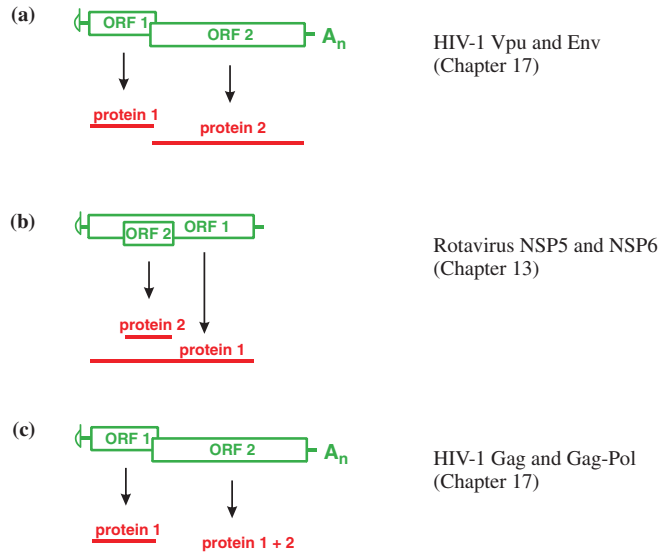 (a)
ORF 1
ORF 2
An
HIV-1 Vpu and Env
(Chapter 17)
protein 1
protein 2
(b)
ORF 2
ORF 1
Rotavirus NSP5 and NSP6
(Chapter 13)
protein 2
protein 1
(c)
ORF 1
ORF 2
An
HIV-1 Gag and Gag-Pol
(Chapter 17)
protein 1
protein 1 + 2